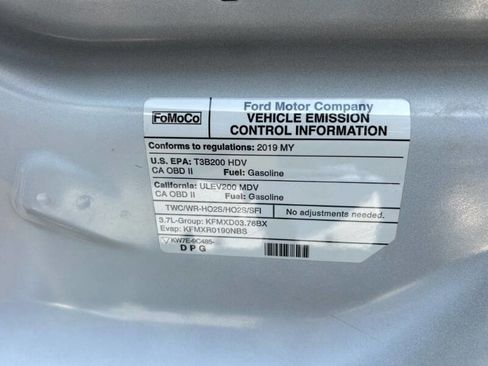 FoMoCo
Ford Motor Company
VEHICLE EMISSION
CONTROL INFORMATION
Conforms to regulations: 2019 MY
U.S. EPA: T3B200 HDV
CA OBD II Fuel: Gasoline
California: ULEV200 MDV
CA OBD II Fuel: Gasoline
TWC/WR-HO2S/HO2S/SFI No adjustments needed.
3.7L-Group: KFMXD03.76BX
Evap: KFMXR0190NBS
KW7E-9C485-
D P G